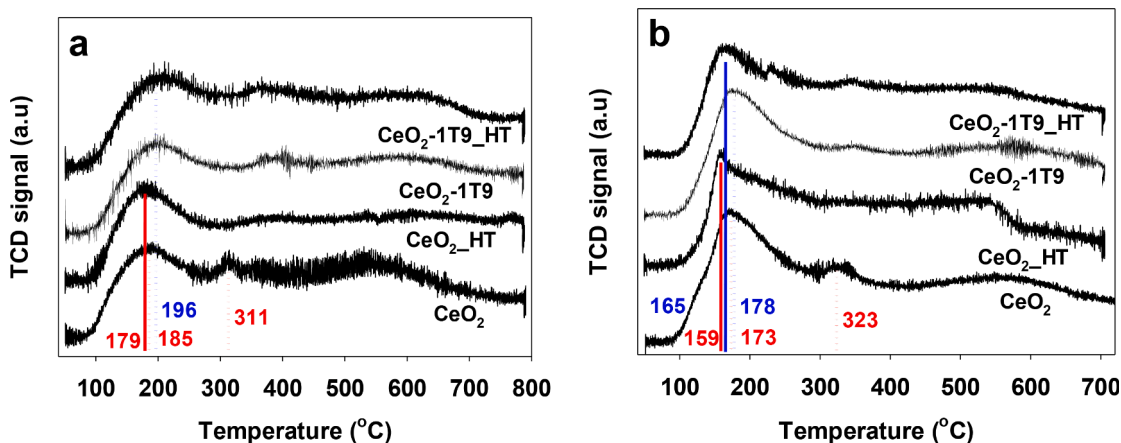 a
TCD signal (a.u)
CeO2-1T9_HT
CeO2-1T9
CeO2_HT
CeO2
196
311
179
185
100 200 300 400 500 600 700 800
Temperature (oC)
b
TCD signal (a.u)
CeO2-1T9_HT
CeO2-1T9
CeO2_HT
CeO2
165
178
323
159
173
100 200 300 400 500 600 700
Temperature (oC)